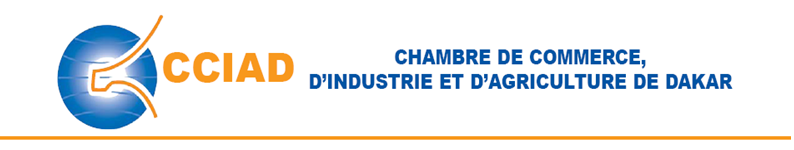 CCIAD
CHAMBRE DE COMMERCE,
D’INDUSTRIE ET D’AGRICULTURE DE DAKAR